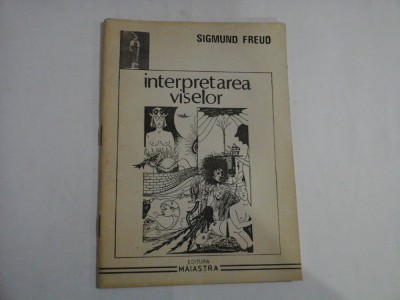 SIGMUND FREUD
interpretarea
viselor
EDITURA
MAIASTRA